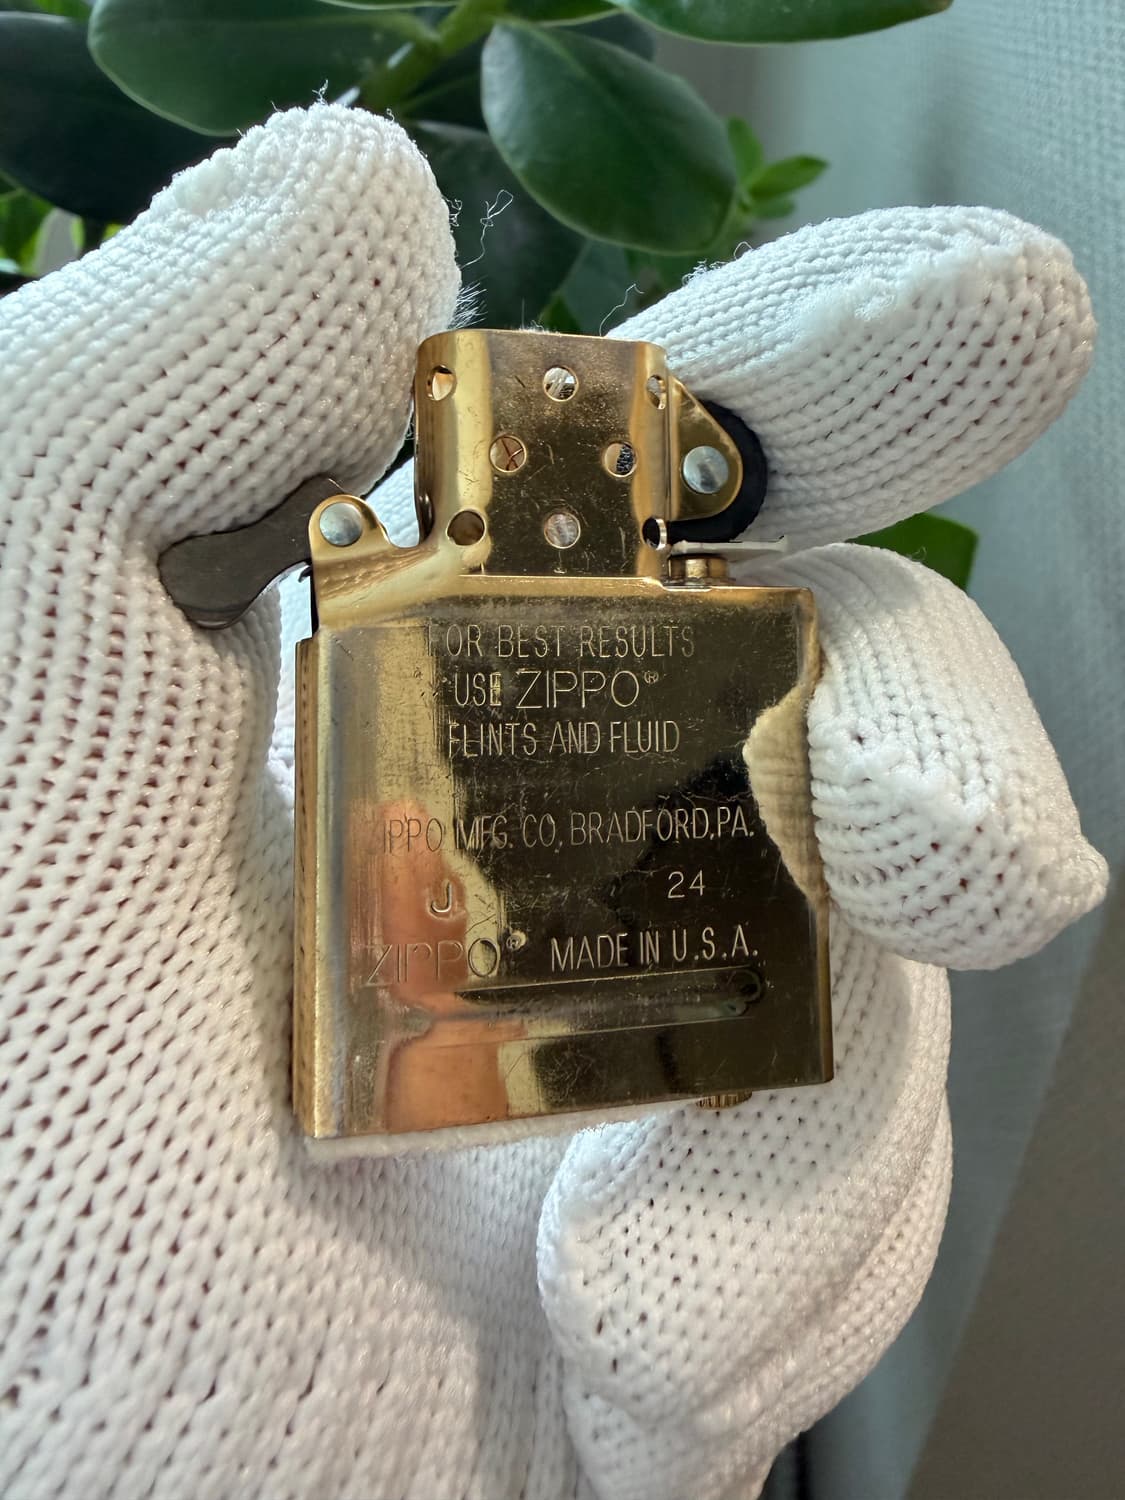 FOR BEST RESULTS
USE ZIPPO®
FLINTS AND FLUID
ZIPPO MFG. CO, BRADFORD,PA.
J 24
ZIPPO® MADE IN U.S.A.